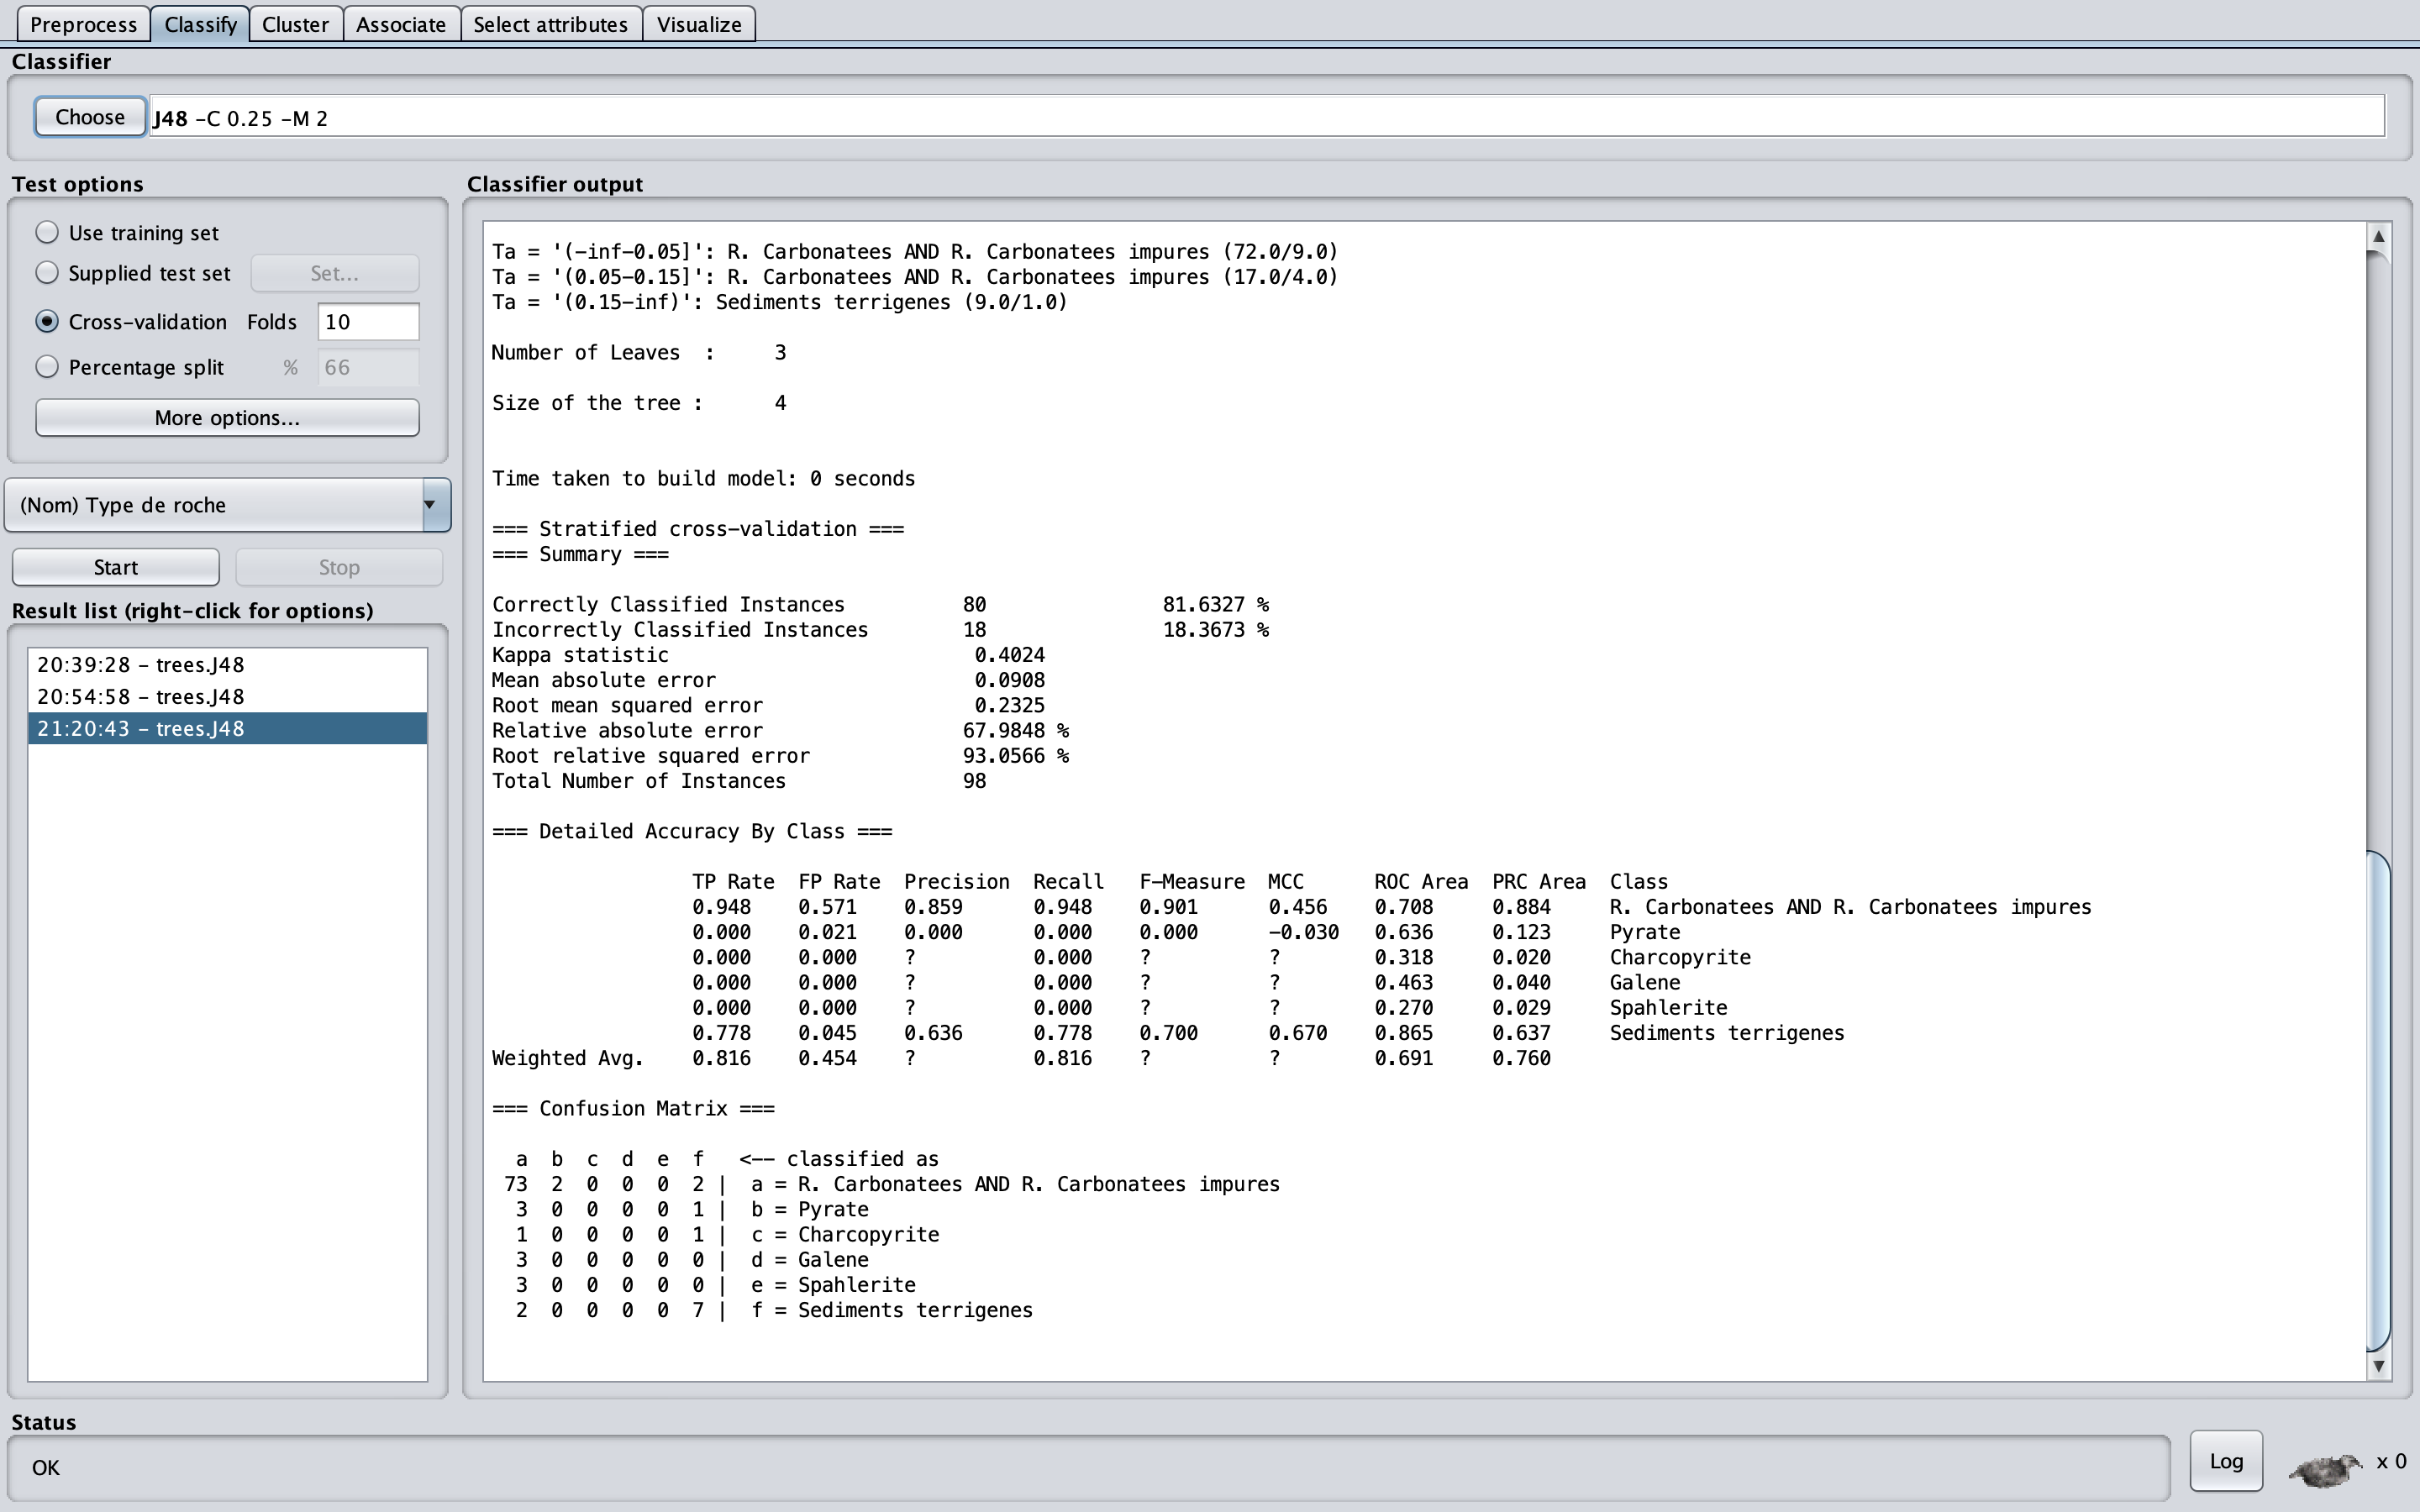 Preprocess Classify Cluster Associate Select attributes Visualize
Classifier
Choose J48 -C 0.25 -M 2
Test options
Use training set
Supplied test set Set...
Cross-validation Folds 10
Percentage split % 66
More options...
(Nom) Type de roche
Start Stop
Result list (right-click for options)
20:39:28 - trees.J48
20:54:58 - trees.J48
21:20:43 - trees.J48
Classifier output
Ta = '(-inf-0.05]': R. Carbonatees AND R. Carbonatees impures (72.0/9.0)
Ta = '(0.05-0.15]': R. Carbonatees AND R. Carbonatees impures (17.0/4.0)
Ta = '(0.15-inf)': Sediments terrigenes (9.0/1.0)
Number of Leaves : 3
Size of the tree : 4
Time taken to build model: 0 seconds
=== Stratified cross-validation ===
=== Summary ===
Correctly Classified Instances 80 81.6327 %
Incorrectly Classified Instances 18 18.3673 %
Kappa statistic 0.4024
Mean absolute error 0.0908
Root mean squared error 0.2325
Relative absolute error 67.9848 %
Root relative squared error 93.0566 %
Total Number of Instances 98
=== Detailed Accuracy By Class ===
TP Rate FP Rate Precision Recall F-Measure MCC ROC Area PRC Area Class
0.948 0.571 0.859 0.948 0.901 0.456 0.708 0.884 R. Carbonatees AND R. Carbonatees impures
0.000 0.021 0.000 0.000 0.000 -0.030 0.636 0.123 Pyrate
0.000 0.000 ? 0.000 ? ? 0.318 0.020 Charcopyrite
0.000 0.000 ? 0.000 ? ? 0.463 0.040 Galene
0.000 0.000 ? 0.000 ? ? 0.270 0.029 Spahlerite
0.778 0.045 0.636 0.778 0.700 0.670 0.865 0.637 Sediments terrigenes
Weighted Avg. 0.816 0.454 ? 0.816 ? ? 0.691 0.760
=== Confusion Matrix ===
a b c d e f <-- classified as
73 2 0 0 0 2 | a = R. Carbonatees AND R. Carbonatees impures
3 0 0 0 0 1 | b = Pyrate
1 0 0 0 0 1 | c = Charcopyrite
3 0 0 0 0 0 | d = Galene
3 0 0 0 0 0 | e = Spahlerite
2 0 0 0 0 7 | f = Sediments terrigenes
Status
OK
Log x 0